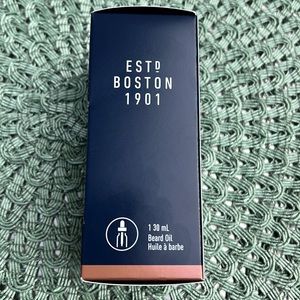 ESTD
BOSTON
1901
1 30 mL
Beard Oil
Huile à barbe